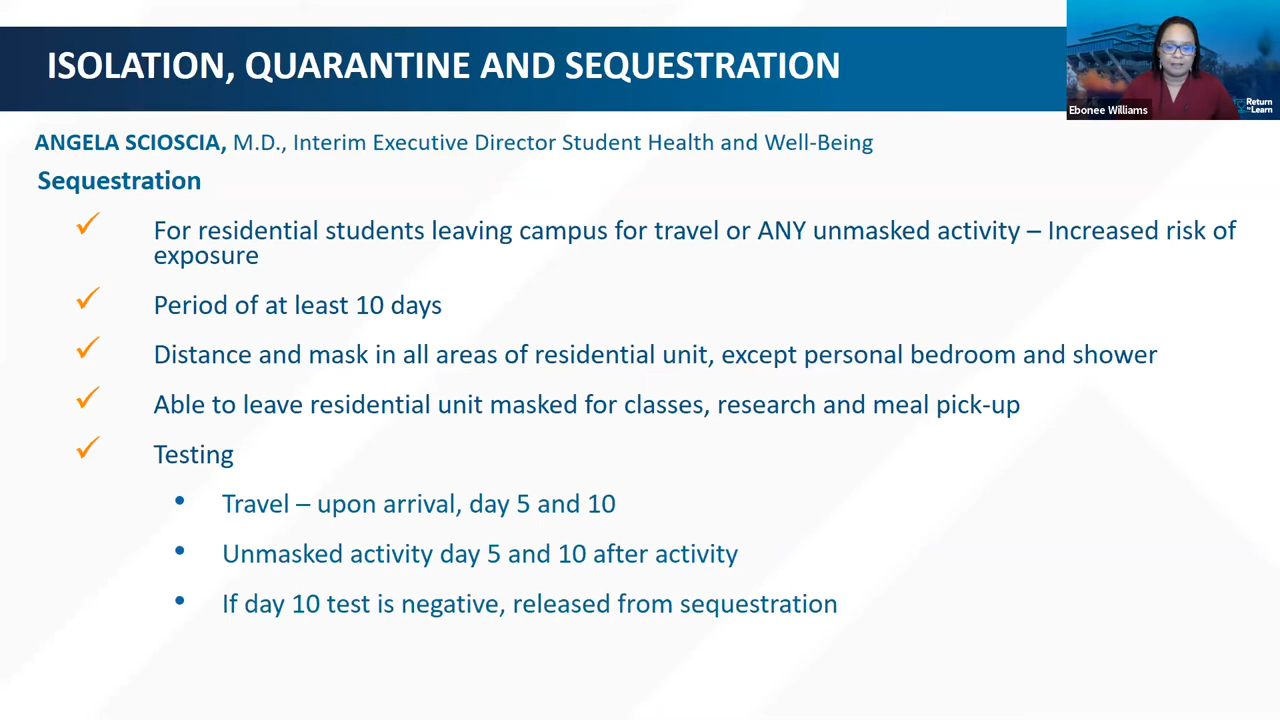 ISOLATION, QUARANTINE AND SEQUESTRATION
Ebonee Williams
Return
to Learn
ANGELA SCIOSCIA, M.D., Interim Executive Director Student Health and Well-Being
Sequestration
For residential students leaving campus for travel or ANY unmasked activity – Increased risk of
exposure
Period of at least 10 days
Distance and mask in all areas of residential unit, except personal bedroom and shower
Able to leave residential unit masked for classes, research and meal pick-up
Testing
Travel – upon arrival, day 5 and 10
Unmasked activity day 5 and 10 after activity
If day 10 test is negative, released from sequestration